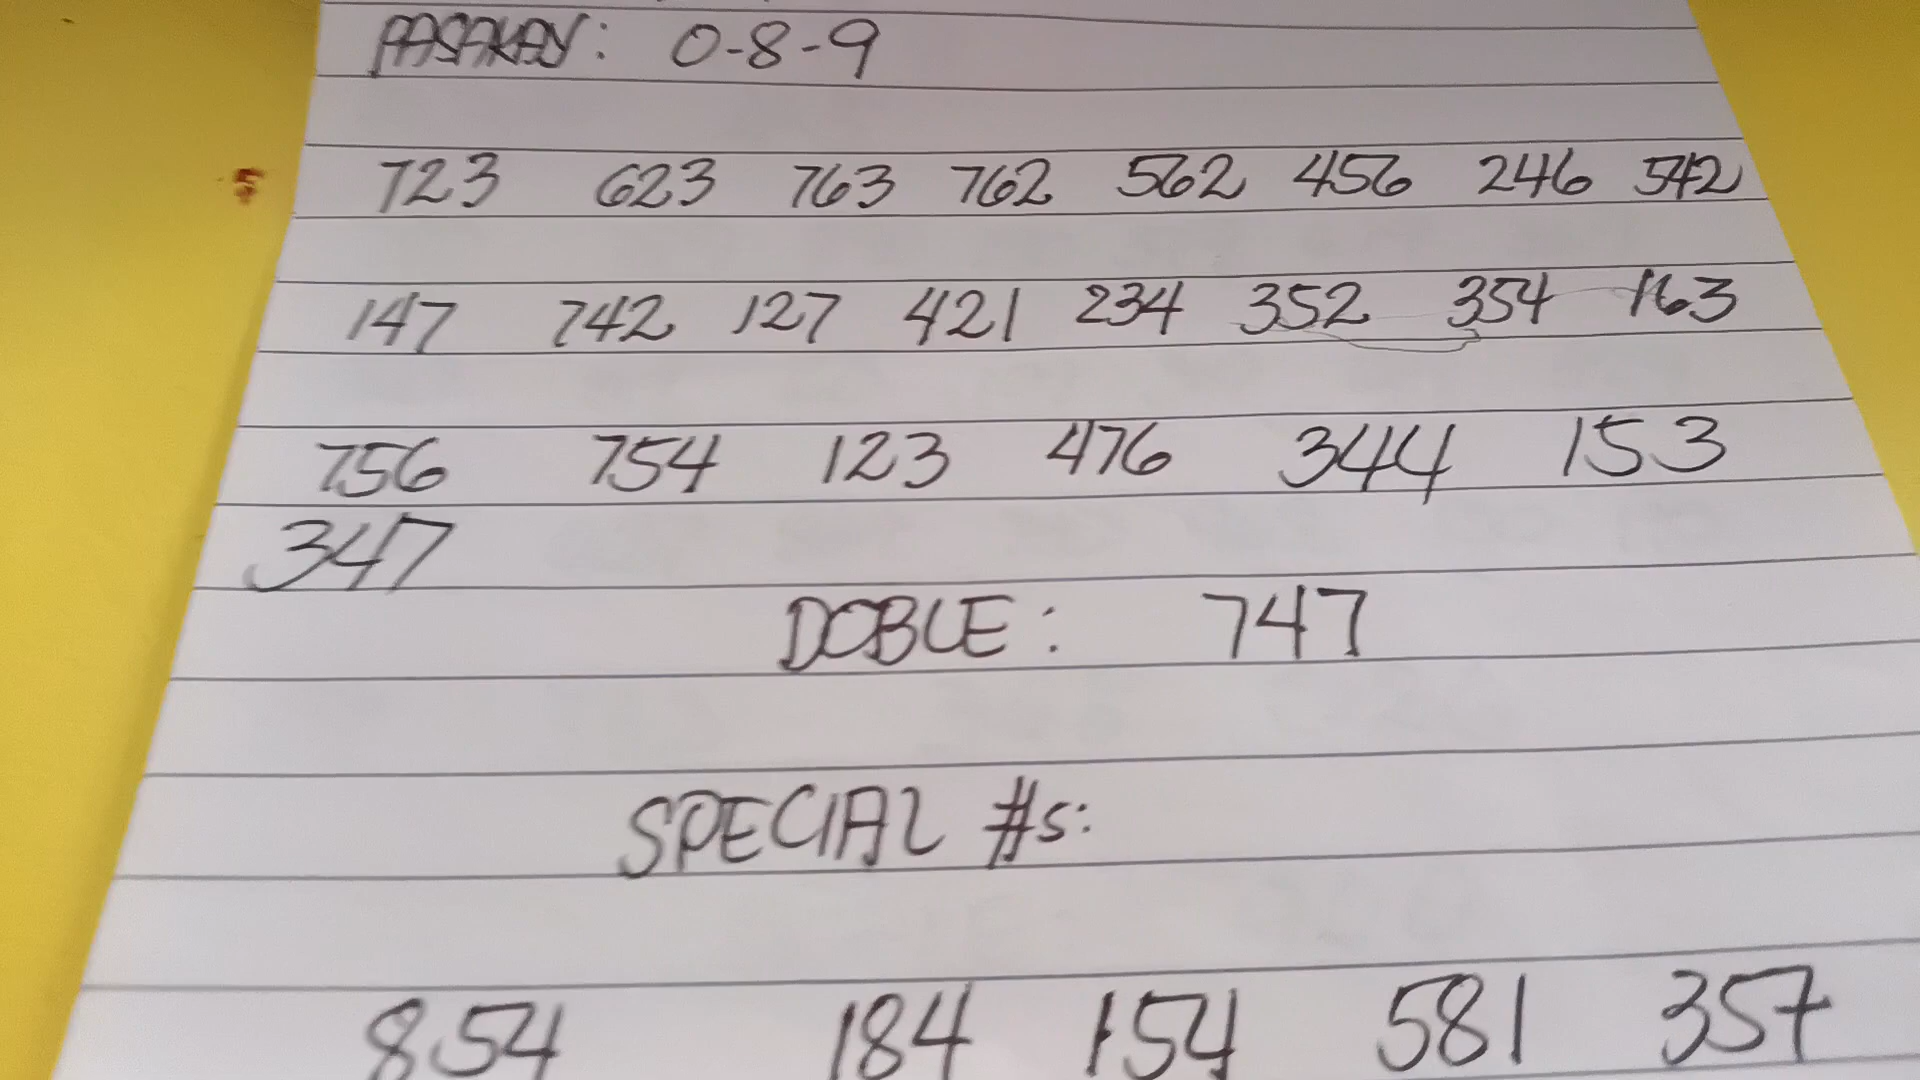 PASAKAY: 0-8-9
723 623 763 762 562 456 246 542
147 742 127 421 234 352 354 163
756 754 123 476 344 153
347
DOBLE: 747
SPECIAL #s:
854 184 154 581 357